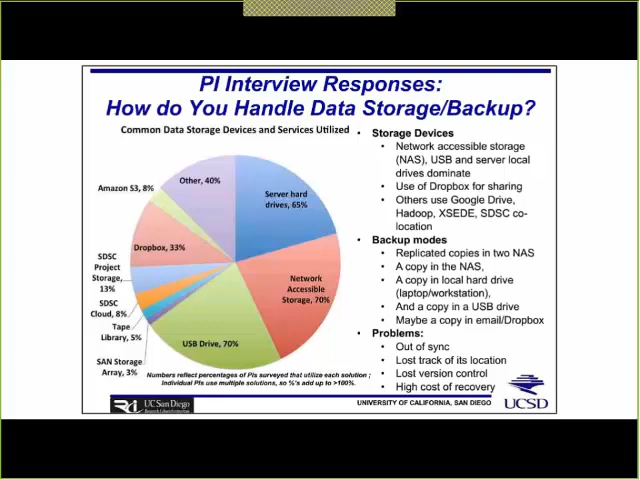 PI Interview Responses:
How do You Handle Data Storage/Backup?
Common Data Storage Devices and Services Utilized
Server hard
drives, 65%
Network
Accessible
Storage, 70%
USB Drive, 70%
SAN Storage
Array, 3%
Tape
Library, 5%
SDSC
Cloud, 8%
SDSC
Project
Storage,
13%
Dropbox, 33%
Amazon S3, 8%
Other, 40%
Numbers reflect percentages of PIs surveyed that utilize each solution ;
Individual PIs use multiple solutions, so %'s add up to >100%.
• Storage Devices
• Network accessible storage
(NAS), USB and server local
drives dominate
• Use of Dropbox for sharing
• Others use Google Drive,
Hadoop, XSEDE, SDSC co-
location
• Backup modes
• Replicated copies in two NAS
• A copy in the NAS,
• A copy in local hard drive
(laptop/workstation),
• And a copy in a USB drive
• Maybe a copy in email/Dropbox
• Problems:
• Out of sync
• Lost track of its location
• Lost version control
• High cost of recovery
UC San Diego
UNIVERSITY OF CALIFORNIA, SAN DIEGO
UCSD